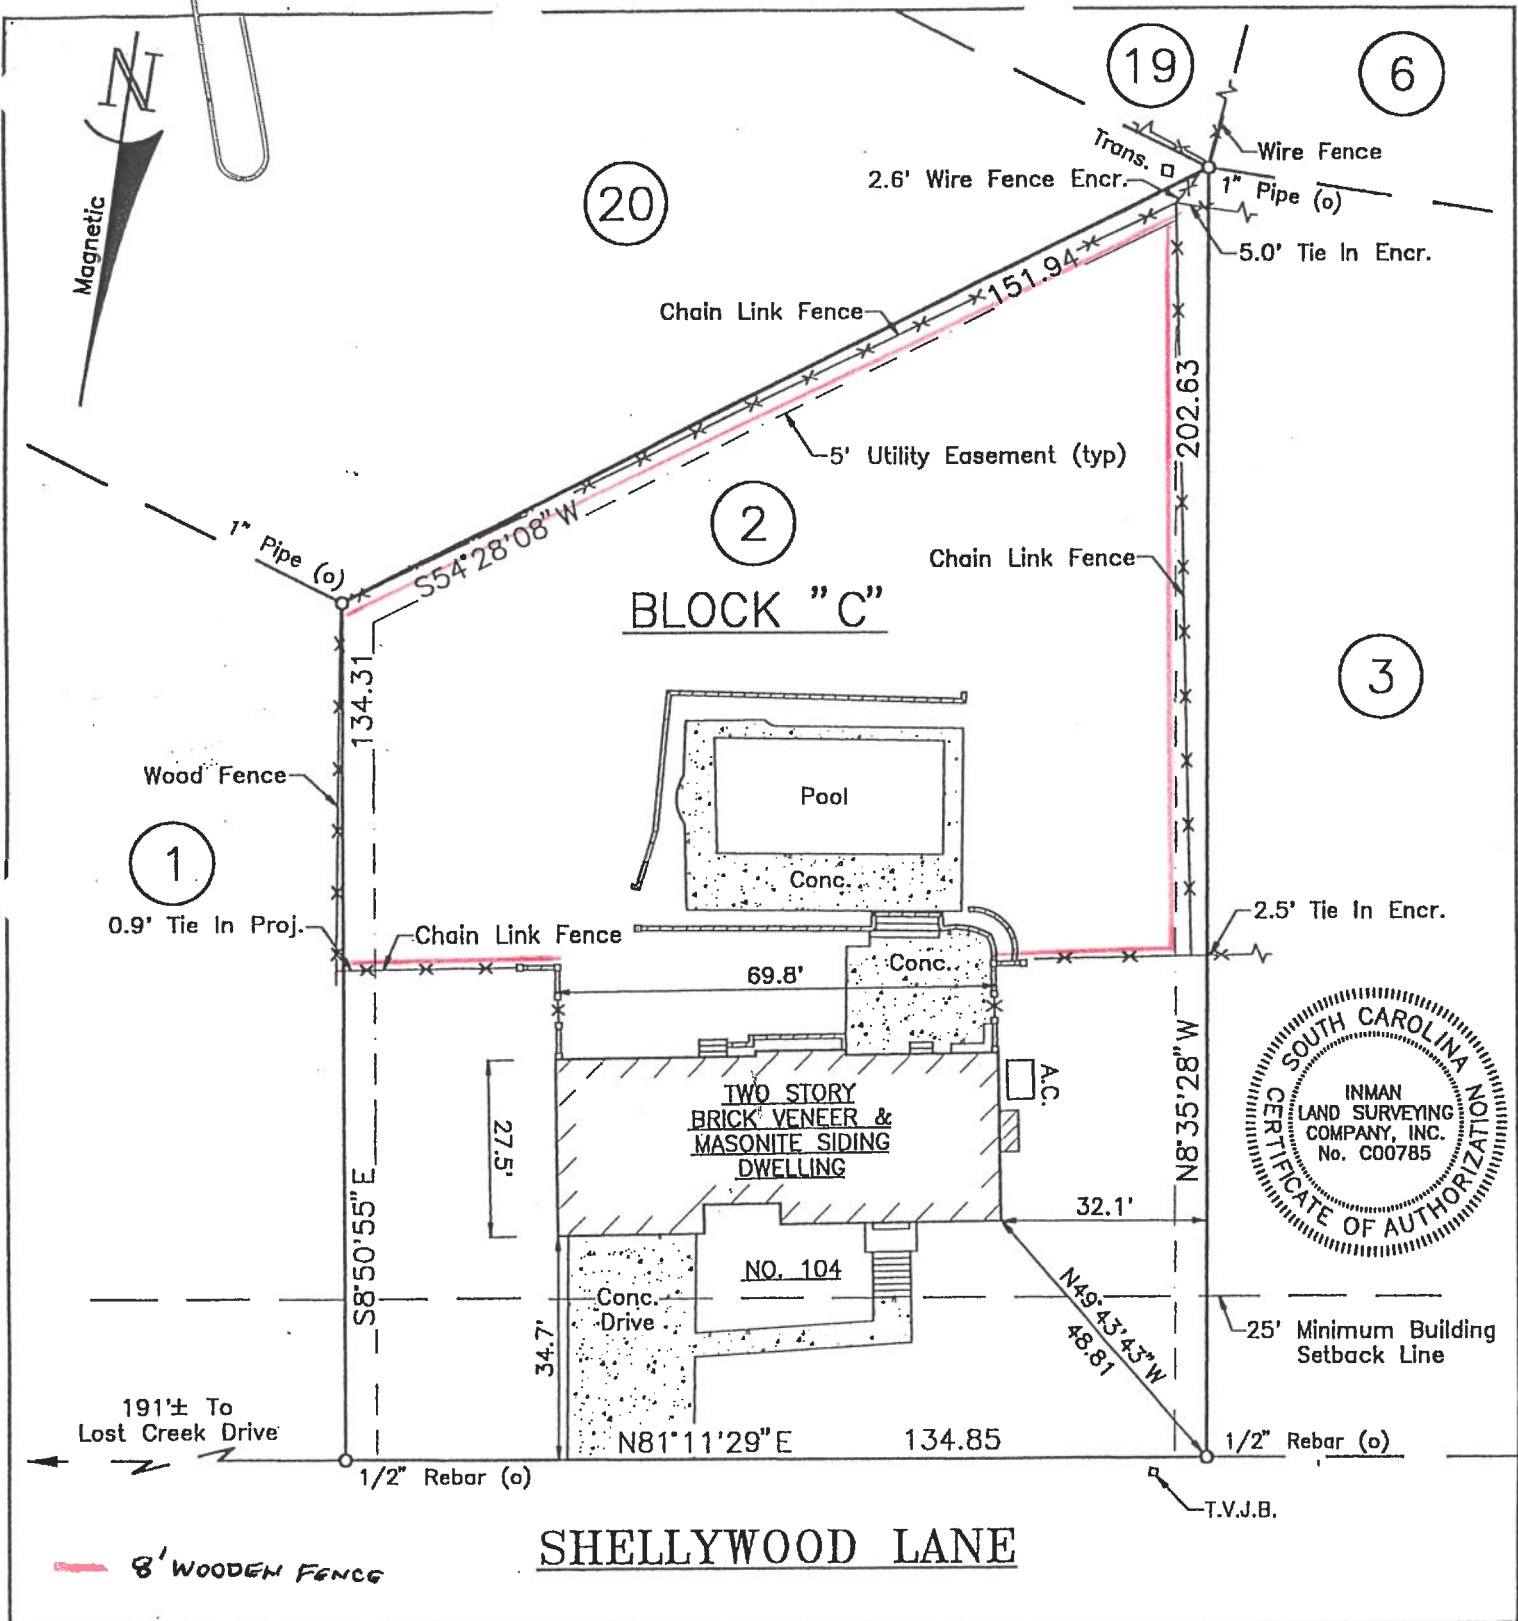 N
Magnetic
19
6
Trans.
Wire Fence
2.6' Wire Fence Encr.
1" Pipe (o)
5.0' Tie In Encr.
20
151.94
Chain Link Fence
202.63
5' Utility Easement (typ)
2
1" Pipe (o)
S54°28'08"W
Chain Link Fence
BLOCK "C"
134.31
3
Wood Fence
Pool
1
Conc.
0.9' Tie In Proj.
Chain Link Fence
2.5' Tie In Encr.
69.8'
Conc.
N8°35'28"W
A.C.
TWO STORY
BRICK VENEER &
MASONITE SIDING
DWELLING
27.5'
SOUTH CAROLINA
CERTIFICATE OF AUTHORIZATION
INMAN
LAND SURVEYING
COMPANY, INC.
No. C00785
32.1'
S8°50'55"E
NO. 104
Conc.
Drive
N49°43'43"W
48.81
34.7'
25' Minimum Building
Setback Line
191'± To
Lost Creek Drive
N81°11'29"E
134.85
1/2" Rebar (o)
1/2" Rebar (o)
T.V.J.B.
SHELLYWOOD LANE
8' WOODEN FENCE